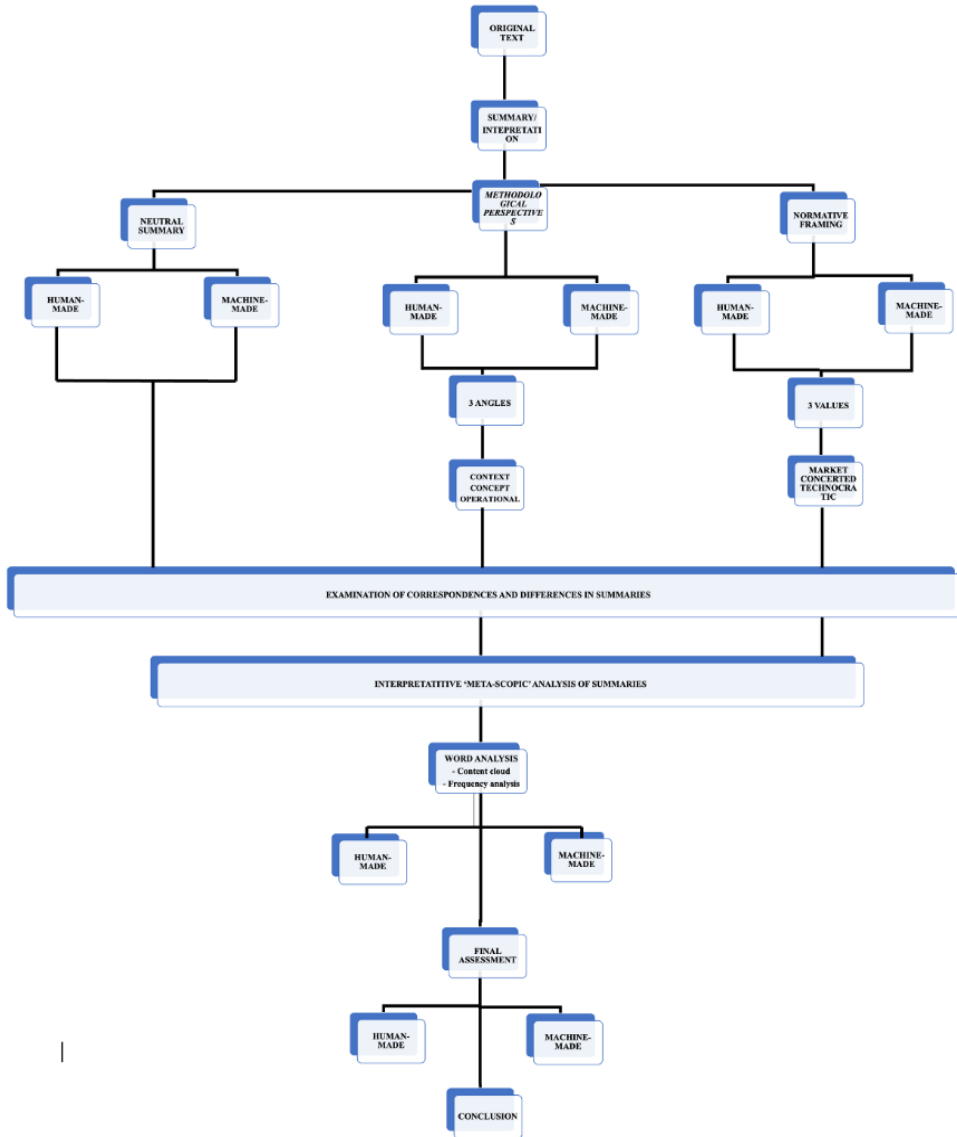 ORIGINAL
TEXT
SUMMARY/
INTEPRETATI
ON
METHODOLO
GICAL
PERSPECTIVE
S
NEUTRAL
SUMMARY
NORMATIVE
FRAMING
HUMAN-
MADE
MACHINE-
MADE
HUMAN-
MADE
MACHINE-
MADE
HUMAN-
MADE
MACHINE-
MADE
3 ANGLES
3 VALUES
CONTEXT
CONCEPT
OPERATIONAL
MARKET
CONCERTED
TECHNOCRA
TIC
EXAMINATION OF CORRESPONDENCES AND DIFFERENCES IN SUMMARIES
INTERPRETATITIVE ‘META-SCOPIC’ ANALYSIS OF SUMMARIES
WORD ANALYSIS
- Content cloud
- Frequency analysis
HUMAN-
MADE
MACHINE-
MADE
FINAL
ASSESSMENT
HUMAN-
MADE
MACHINE-
MADE
CONCLUSION